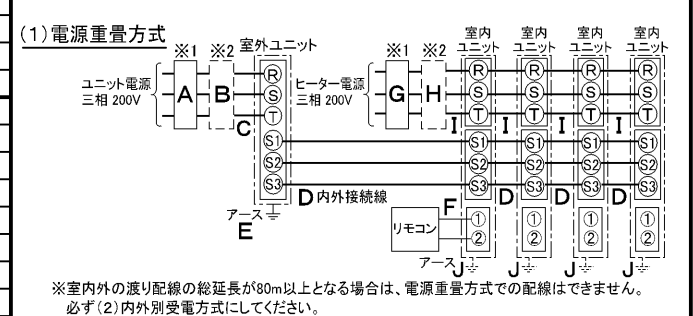 (1)電源重畳方式
※1 ※2 室外ユニット
ユニット電源
三相 200V
A B C
R
S
T
S1
S2
S3
アース
E
D 内外接続線
※1 ※2
ヒーター電源
三相 200V
G H
室内ユニット 室内ユニット 室内ユニット 室内ユニット
R R R R
S S S S
T T T T
I I I I
S1 S1 S1 S1
S2 S2 S2 S2
S3 S3 S3 S3
D D D
F
リモコン
① ① ① ①
② ② ② ②
アース J J J J
※室内外の渡り配線の総延長が80m以上となる場合は、電源重畳方式での配線はできません。
必ず(2)内外別受電方式にしてください。